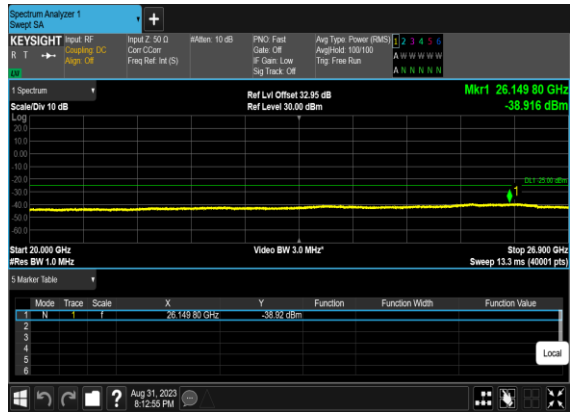 Spectrum Analyzer 1
Swept SA
+
KEYSIGHT Input: RF Input Z: 50 Ω #Atten: 10 dB PNO: Fast Avg Type: Power (RMS) 1 2 3 4 5 6
R T Coupling: DC Corr CCorr Gate: Off Avg|Hold: 100/100 A W W W W W
Align: Off Freq Ref: Int (S) IF Gain: Low Trig: Free Run
Sig Track: Off A N N N N N
LU
1 Spectrum Ref Lvl Offset 32.95 dB Mkr1 26.149 80 GHz
Scale/Div 10 dB Ref Level 30.00 dBm -38.916 dBm
Log
20.0
10.0
0.00
-10.0
-20.0
DL1 -25.00 dBm
-30.0
1
-40.0
-50.0
-60.0
Start 20.000 GHz Video BW 3.0 MHz* Stop 26.900 GHz
#Res BW 1.0 MHz Sweep 13.3 ms (40001 pts)
5 Marker Table
Mode Trace Scale X Y Function Function Width Function Value
1 N 1 f 26.149 80 GHz -38.92 dBm
2
3
4
5
6
Local
? Aug 31, 2023
8:12:55 PM